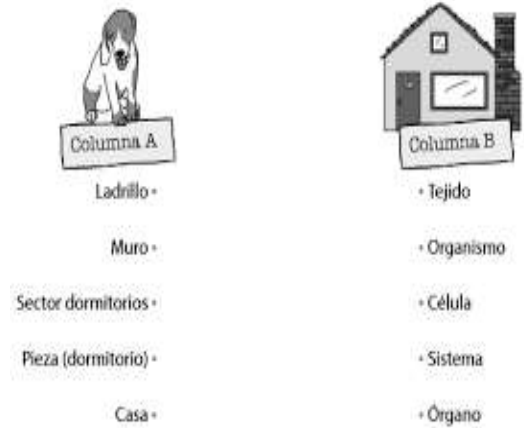 Columna A
Columna B
Ladrillo •
• Tejido
Muro •
• Organismo
Sector dormitorios •
• Célula
Pieza (dormitorio) •
• Sistema
Casa •
• Órgano